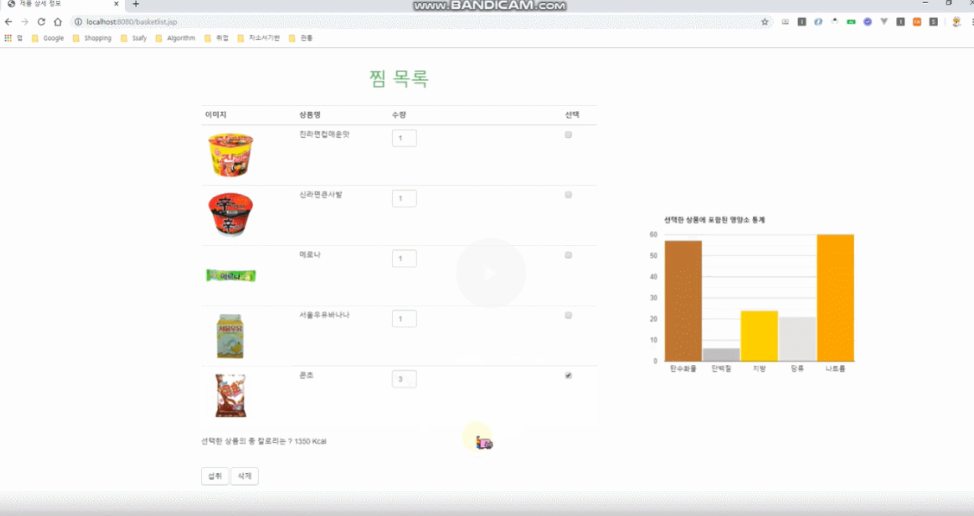 www.BANDICAM.com
제품 상세 정보
localhost:8080/basketlist.jsp
앱 Google Shopping Ssafy Algorithm 취업 자소서기반 관통
찜 목록
이미지 상품명 수량 선택
진라면컵매운맛 1
신라면큰사발 1
메로나 1
서울우유바나나 1
콘초 3
선택한 상품의 총 칼로리는 ? 1350 Kcal
섭취 삭제
선택한 상품에 포함된 영양소 통계
60
50
40
30
20
10
0
탄수화물 단백질 지방 당류 나트륨